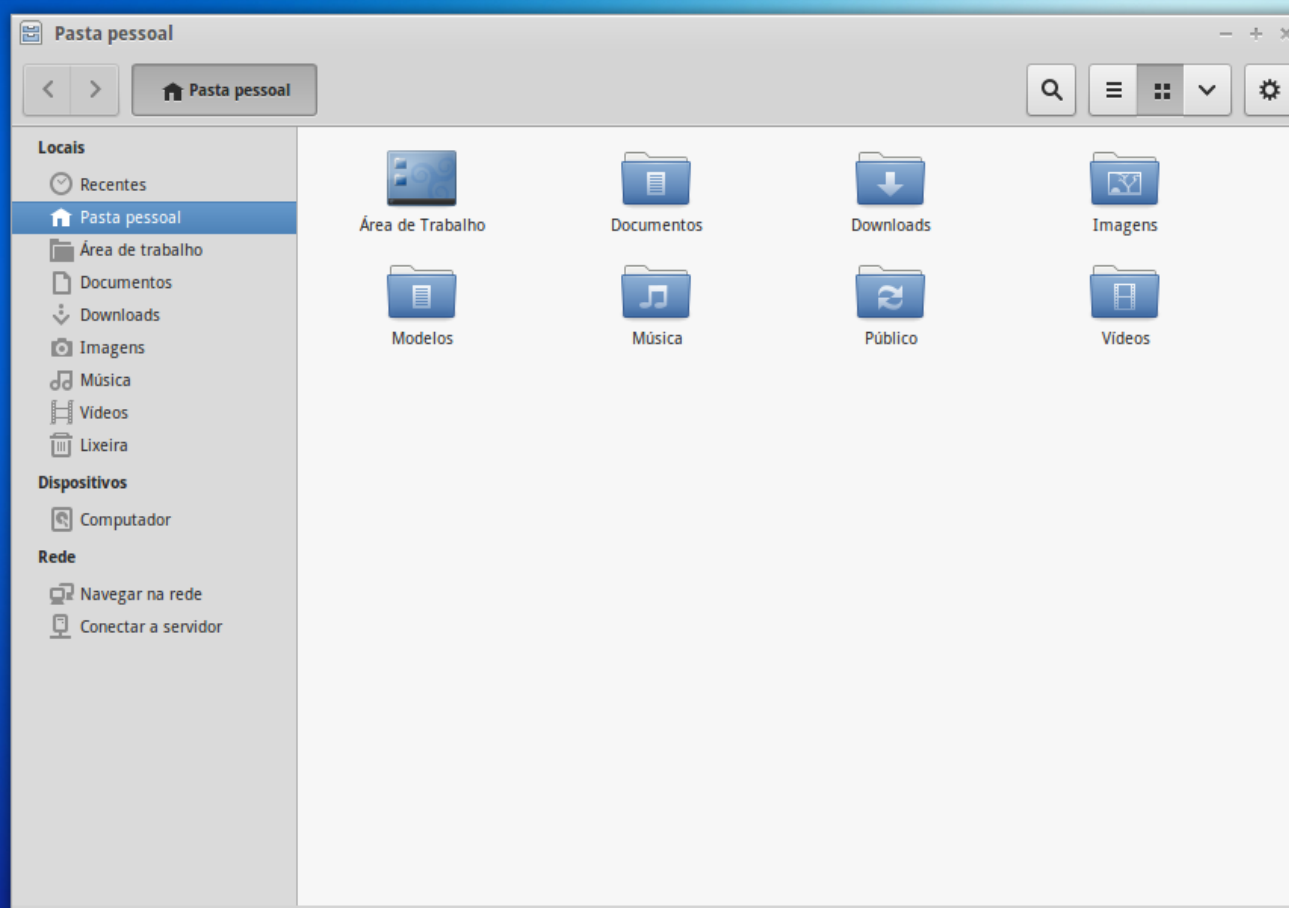 Pasta pessoal
Pasta pessoal
Locais
Recentes
Pasta pessoal
Área de trabalho
Documentos
Downloads
Imagens
Música
Vídeos
Lixeira
Dispositivos
Computador
Rede
Navegar na rede
Conectar a servidor
Área de Trabalho
Documentos
Downloads
Imagens
Modelos
Música
Público
Vídeos